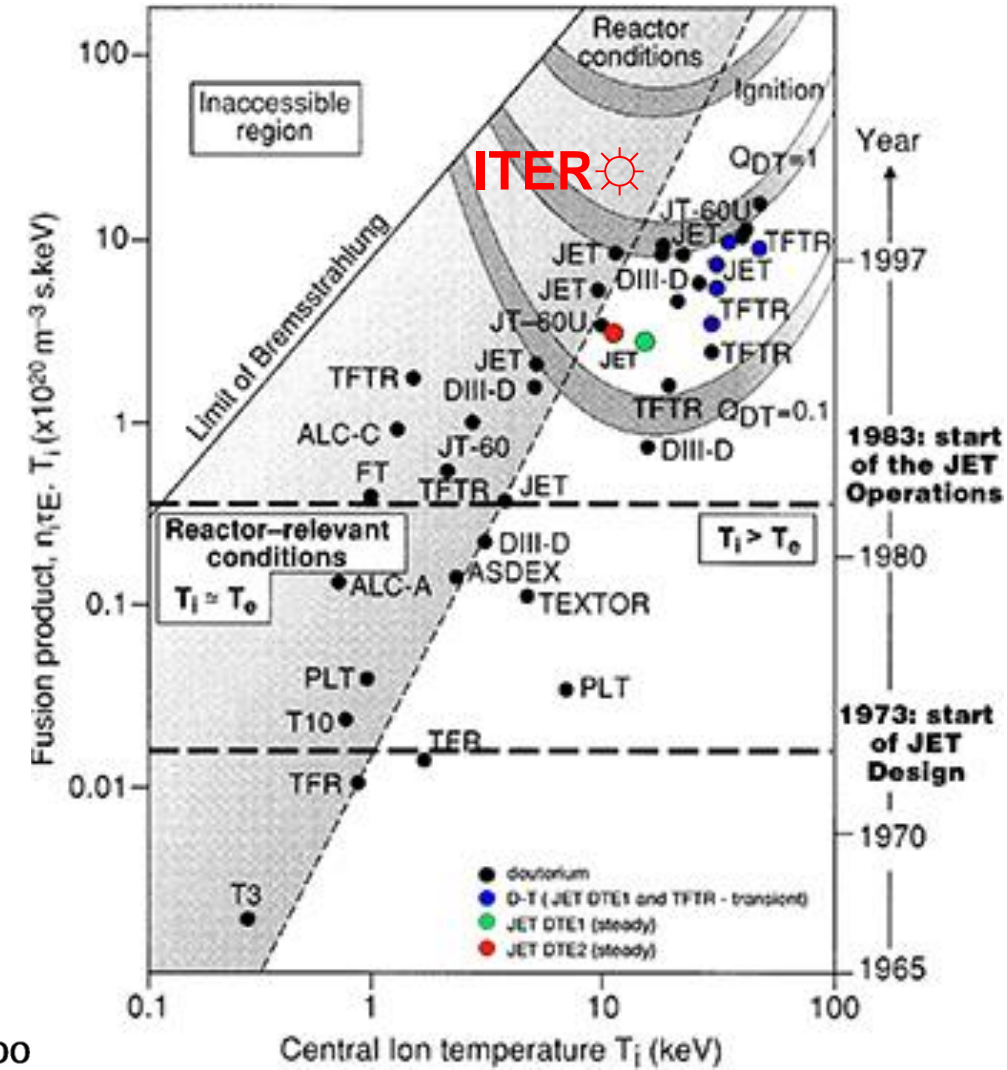 Fusion product, nᵢτE. Tᵢ (x10²⁰ m⁻³ s.keV)
100
10
1
0.1
0.01
Inaccessible
region
Limit of Bremsstrahlung
Reactor
conditions
Ignition
ITER
Q_DT=1
JT-60U
JET
JET
TFTR
DIII-D
JET
JET
TFTR
JT-60U
JET
TFTR
JET
TFTR
DIII-D
TFTR
Q_DT=0.1
ALC-C
JT-60
DIII-D
FT
TFTR
JET
Reactor-relevant
conditions
Tᵢ ≃ Tₑ
Tᵢ > Tₑ
DIII-D
ALC-A
ASDEX
TEXTOR
PLT
PLT
T10
TFR
TFR
T3
deutorium
D-T ( JET DTE1 and TFTR - transient)
JET DTE1 (steady)
JET DTE2 (steady)
Year
1997
1983: start
of the JET
Operations
1980
1973: start
of JET
Design
1970
1965
0.1
1
10
100
Central Ion temperature Tᵢ (keV)